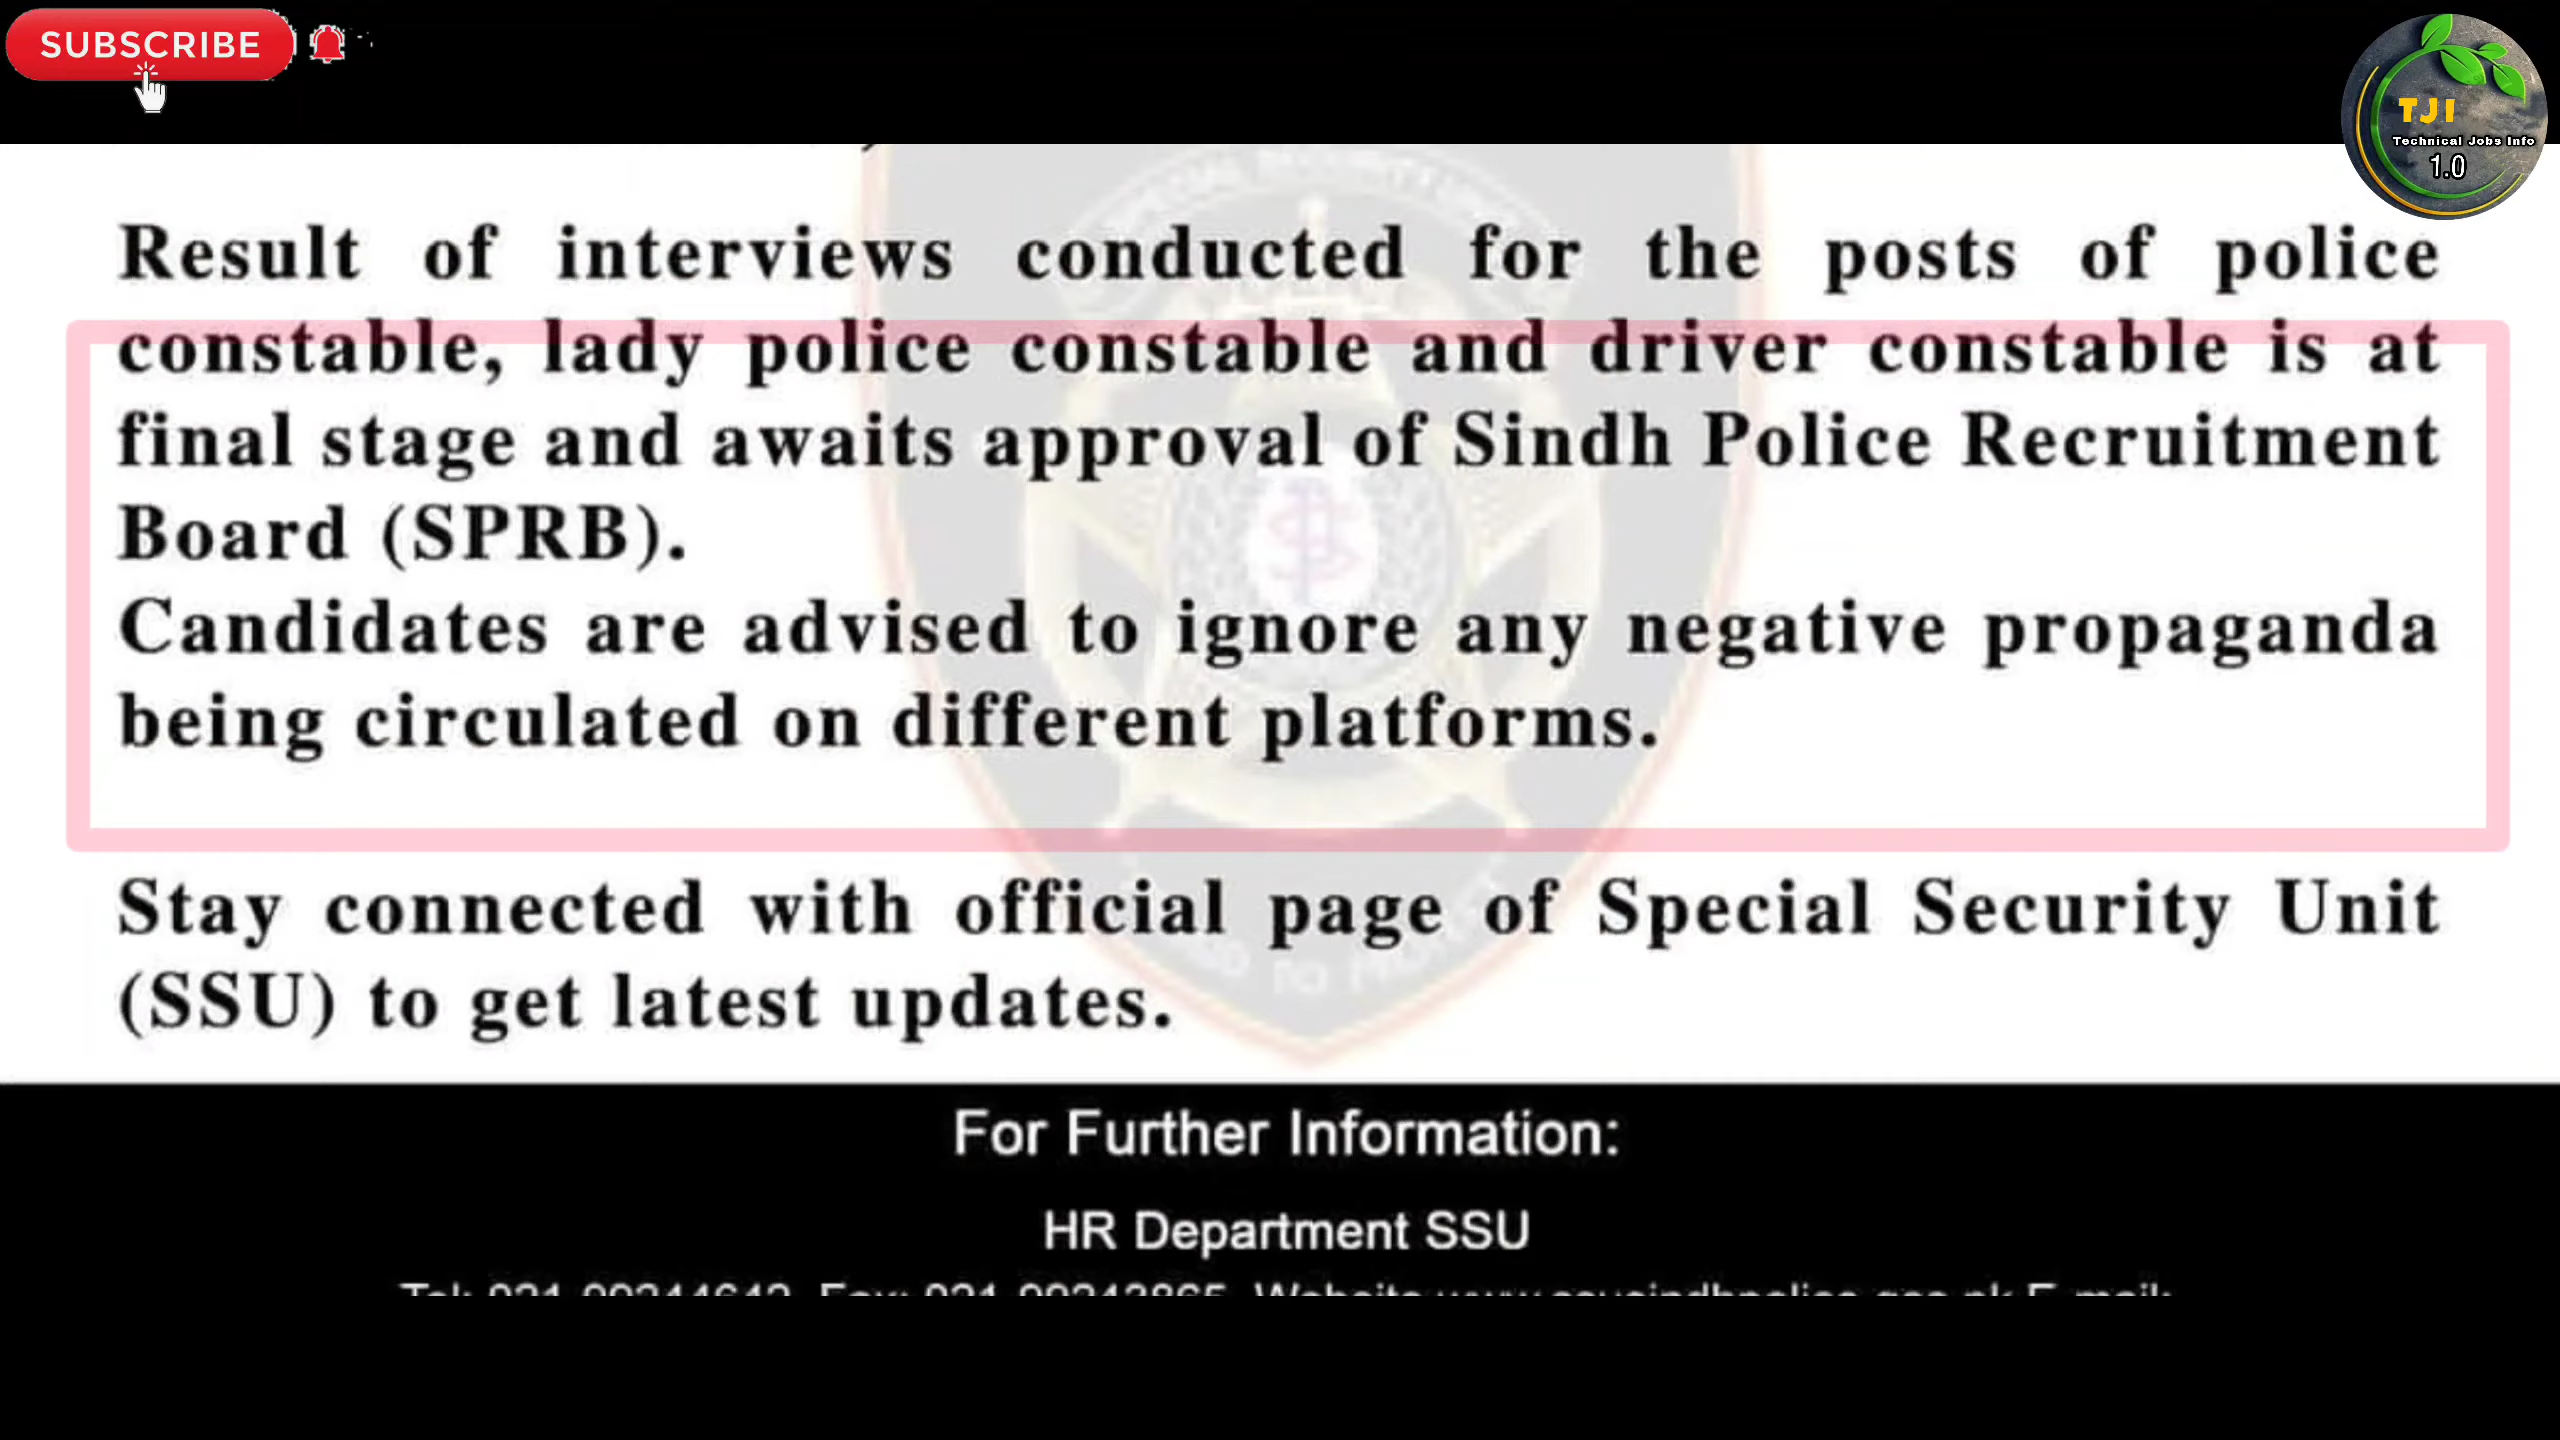 SUBSCRIBE
TJI
Technical Jobs Info
1.0
Result of interviews conducted for the posts of police
constable, lady police constable and driver constable is at
final stage and awaits approval of Sindh Police Recruitment
Board (SPRB).
Candidates are advised to ignore any negative propaganda
being circulated on different platforms.
Stay connected with official page of Special Security Unit
(SSU) to get latest updates.
For Further Information:
HR Department SSU